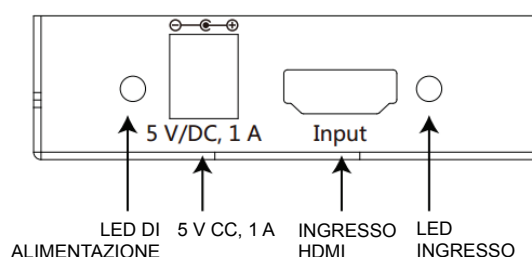 5 V/DC, 1 A
Input
LED DI
ALIMENTAZIONE
5 V CC, 1 A
INGRESSO
HDMI
LED
INGRESSO